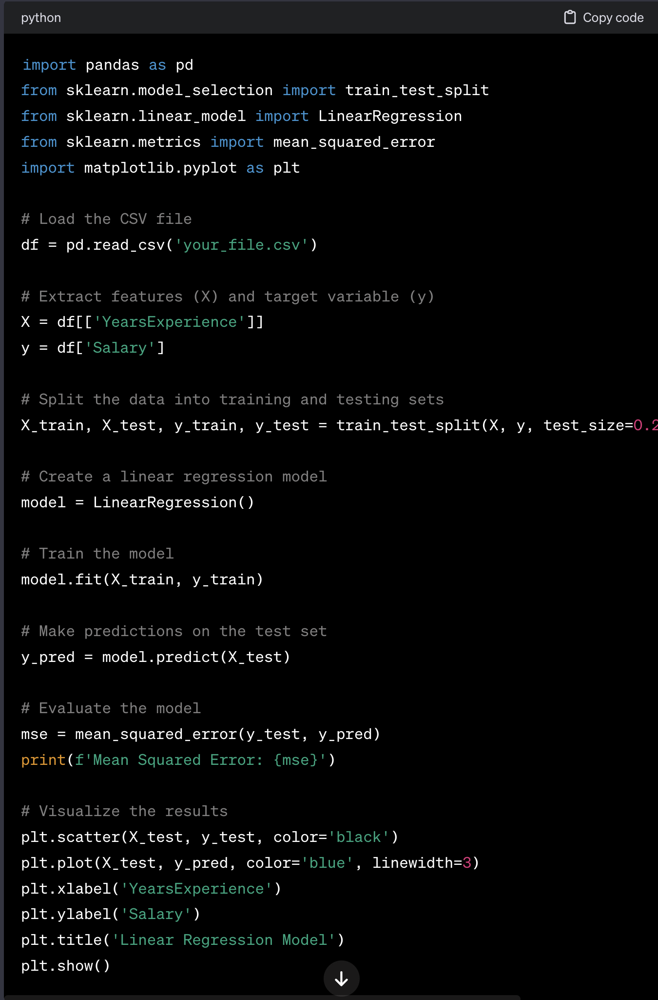 python
Copy code
import pandas as pd
from sklearn.model_selection import train_test_split
from sklearn.linear_model import LinearRegression
from sklearn.metrics import mean_squared_error
import matplotlib.pyplot as plt
# Load the CSV file
df = pd.read_csv('your_file.csv')
# Extract features (X) and target variable (y)
X = df[['YearsExperience']]
y = df['Salary']
# Split the data into training and testing sets
X_train, X_test, y_train, y_test = train_test_split(X, y, test_size=0.2
# Create a linear regression model
model = LinearRegression()
# Train the model
model.fit(X_train, y_train)
# Make predictions on the test set
y_pred = model.predict(X_test)
# Evaluate the model
mse = mean_squared_error(y_test, y_pred)
print(f'Mean Squared Error: {mse}')
# Visualize the results
plt.scatter(X_test, y_test, color='black')
plt.plot(X_test, y_pred, color='blue', linewidth=3)
plt.xlabel('YearsExperience')
plt.ylabel('Salary')
plt.title('Linear Regression Model')
plt.show()